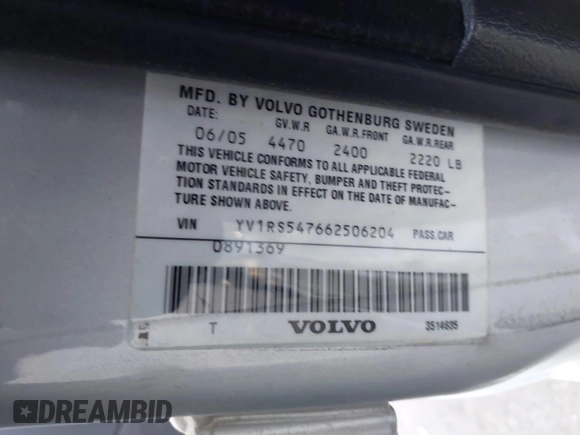 MFD. BY VOLVO GOTHENBURG SWEDEN
DATE: GV.W.R GA.W.R.FRONT GA.W.R.REAR
06/05 4470 2400 2220 LB
THIS VEHICLE CONFORMS TO ALL APPLICABLE FEDERAL
MOTOR VEHICLE SAFETY, BUMPER AND THEFT PROTEC-
TION STANDARDS IN EFFECT ON THE DATE OF MANUFAC-
TURE SHOWN ABOVE.
VIN YV1RS547662506204 PASS.CAR
0891369
T VOLVO 3514635
DREAMBID